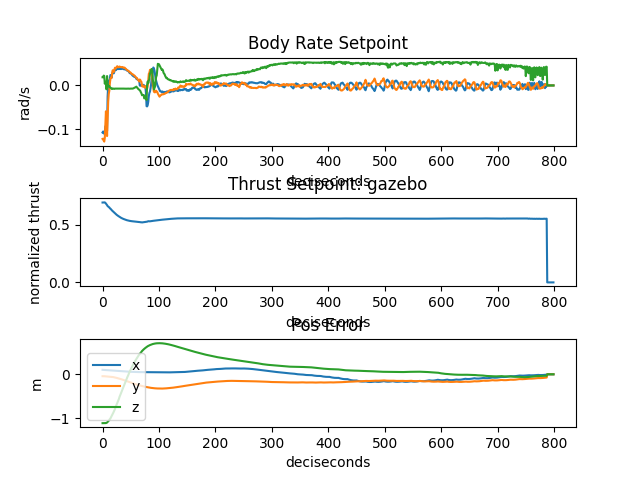 Body Rate Setpoint
rad/s
0.0
−0.1
0 100 200 300 400 500 600 700 800
deciseconds
Thrust Setpoint: gazebo
normalized thrust
0.5
0.0
0 100 200 300 400 500 600 700 800
deciseconds
Pos Error
m
0
−1
x
y
z
0 100 200 300 400 500 600 700 800
deciseconds